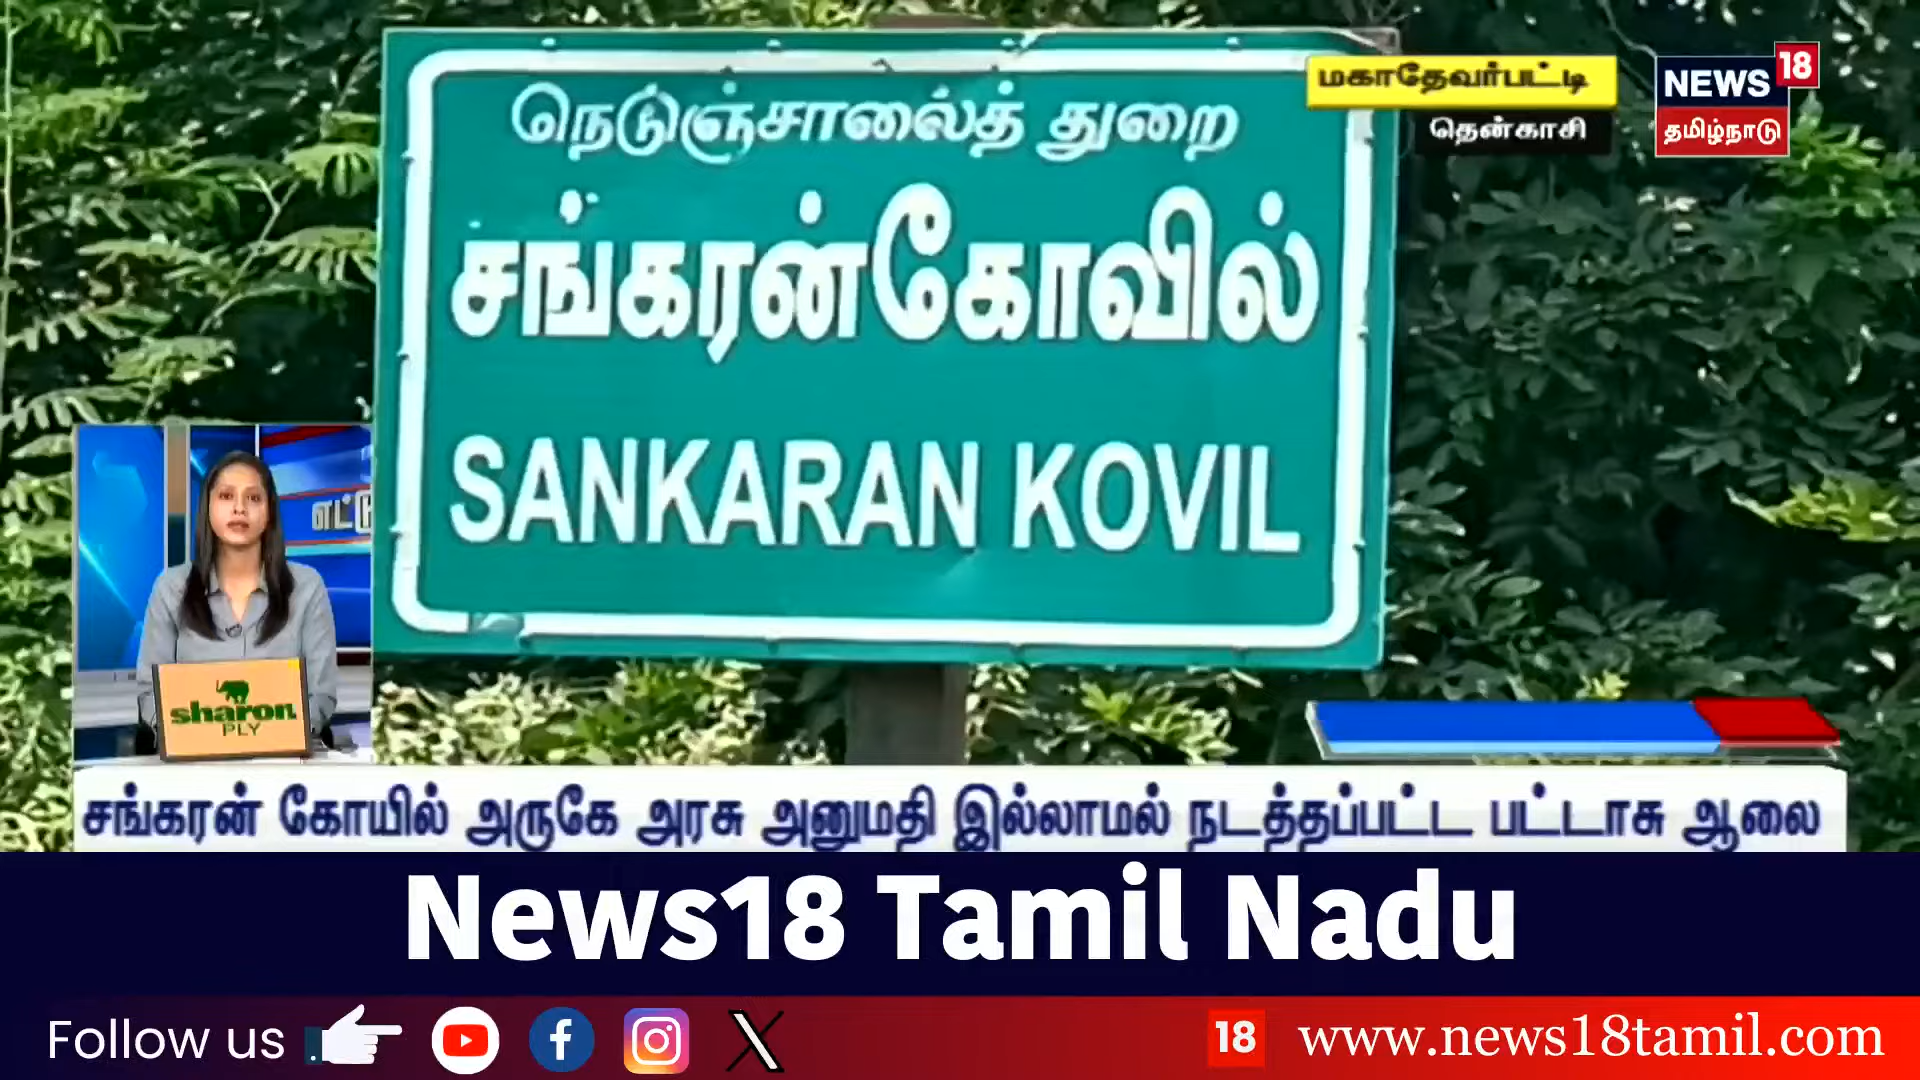 நெடுஞ்சாலைத் துறை
சங்கரன்கோவில்
SANKARAN KOVIL
மகாதேவர்பட்டி
தென்காசி
NEWS 18
தமிழ்நாடு
எட்டு
sharon
PLY
சங்கரன் கோயில் அருகே அரசு அனுமதி இல்லாமல் நடத்தப்பட்ட பட்டாசு ஆலை
News18 Tamil Nadu
Follow us
18 www.news18tamil.com